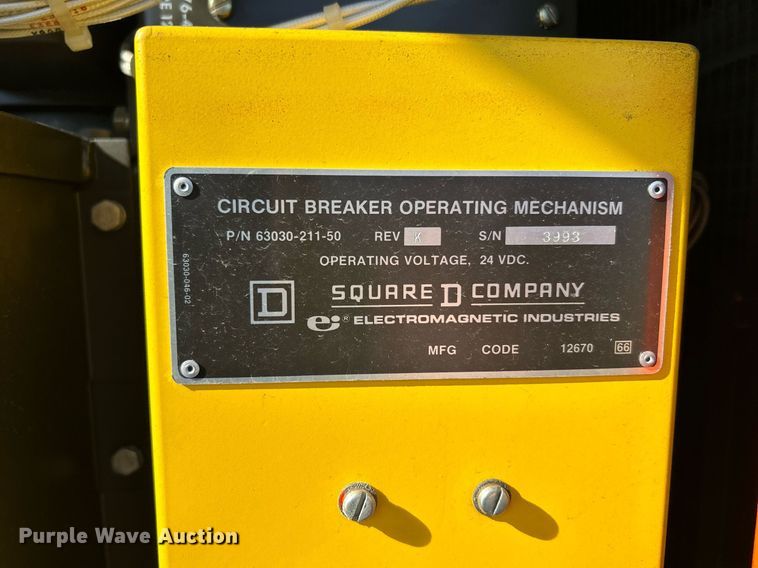 CIRCUIT BREAKER OPERATING MECHANISM
P/N 63030-211-50 REV K S/N 3993
OPERATING VOLTAGE, 24 VDC.
63030-046-02
D SQUARE D COMPANY
ei® ELECTROMAGNETIC INDUSTRIES
MFG CODE 12670 66
Purple Wave Auction